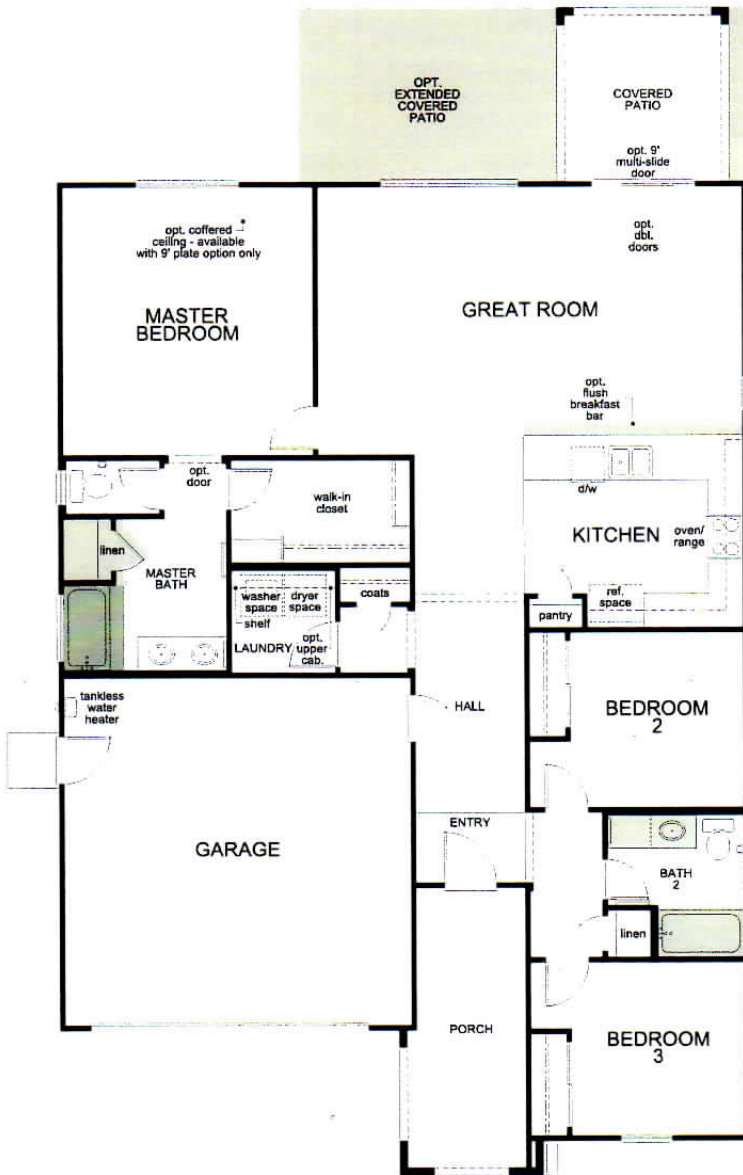 OPT.
EXTENDED
COVERED
PATIO
COVERED
PATIO
opt. 9'
multi-slide
door
opt. coffered
ceiling - available
with 9' plate option only
opt.
dbl.
doors
MASTER
BEDROOM
GREAT ROOM
opt.
flush
breakfast
bar
opt.
door
walk-in
closet
d/w
KITCHEN
oven/
range
linen
MASTER
BATH
washer
space
dryer
space
shelf
LAUNDRY
opt.
upper
cab.
coats
ref.
space
pantry
tankless
water
heater
HALL
BEDROOM
2
ENTRY
GARAGE
BATH
2
linen
PORCH
BEDROOM
3